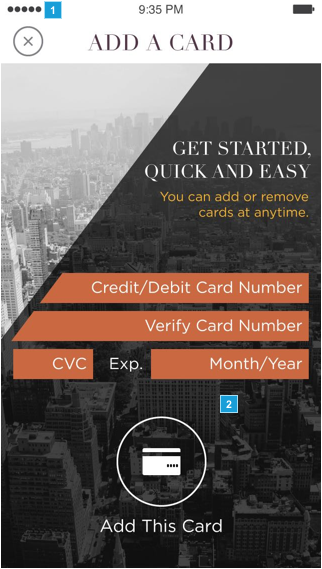 1
9:35 PM
ADD A CARD
GET STARTED,
QUICK AND EASY
You can add or remove
cards at anytime.
Credit/Debit Card Number
Verify Card Number
CVC Exp. Month/Year
2
Add This Card